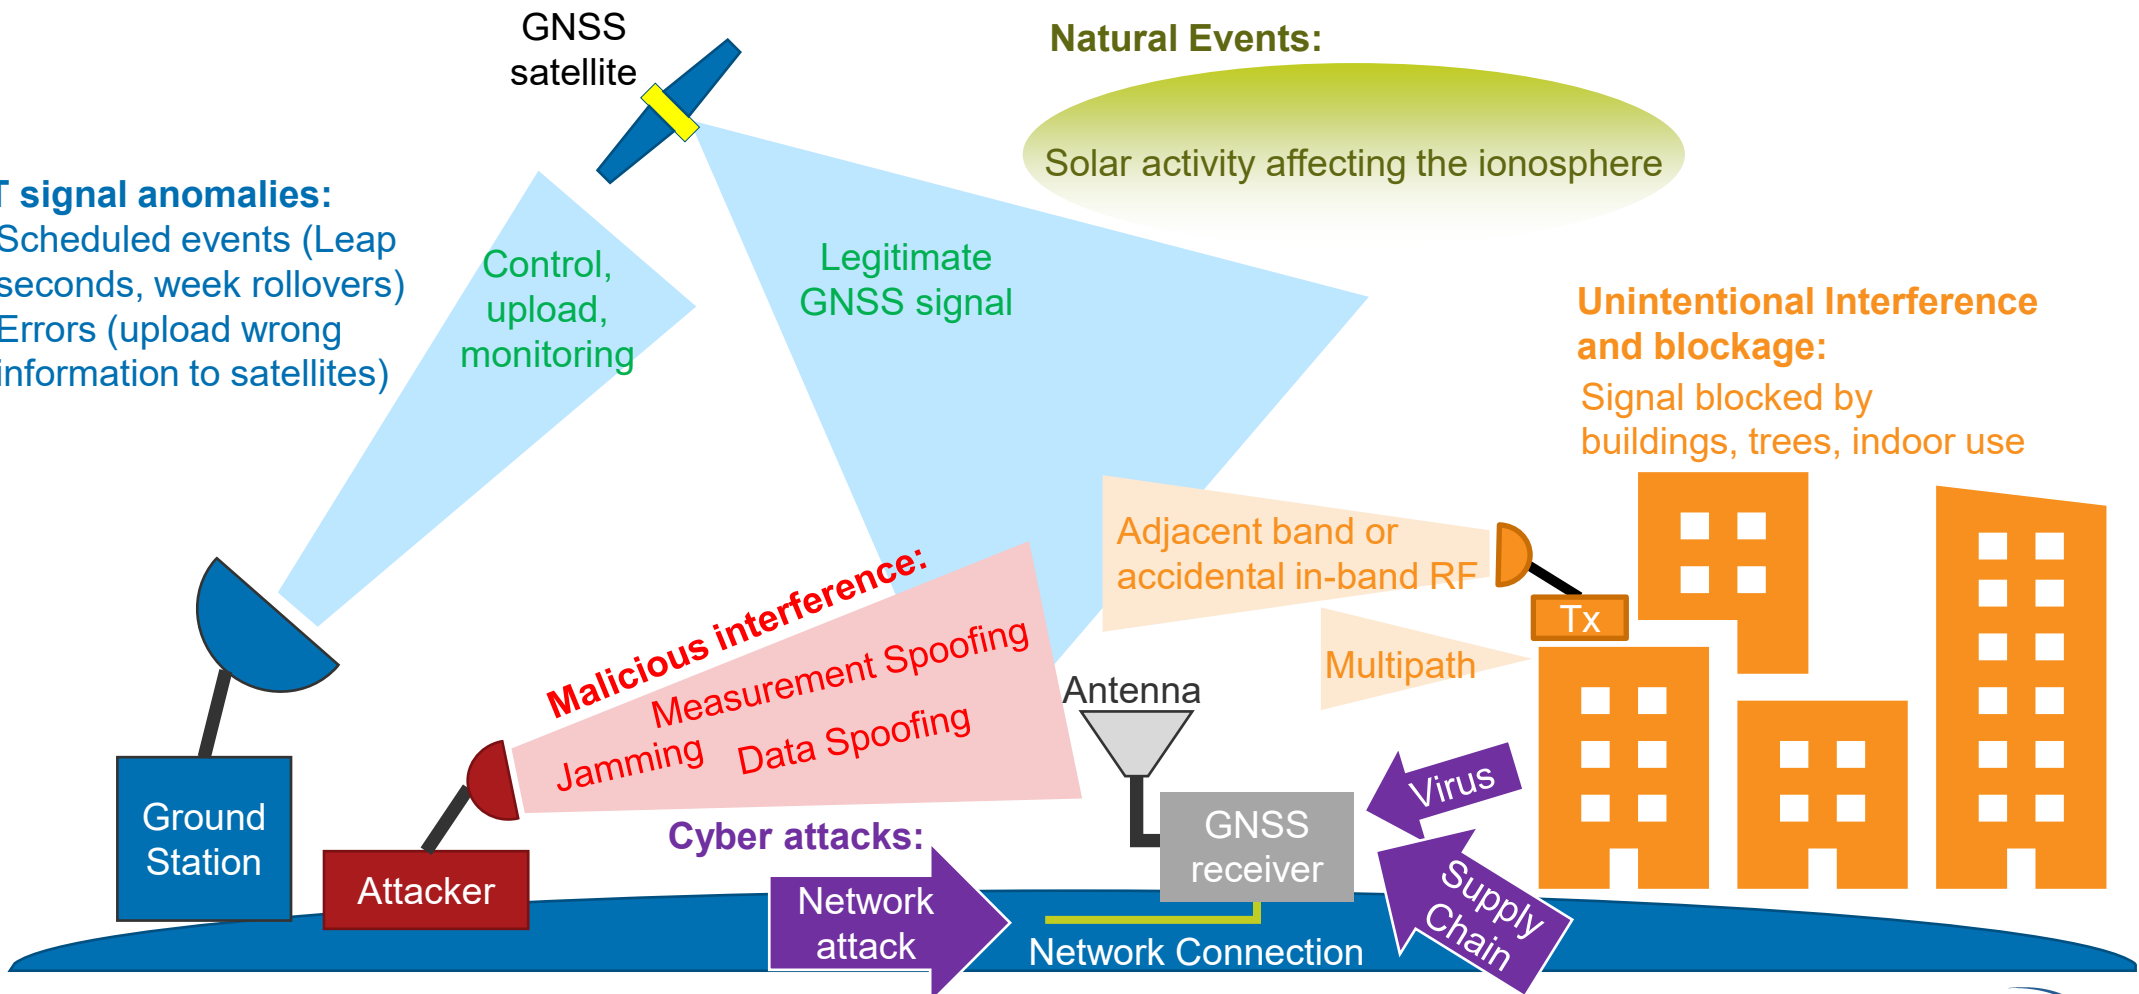 GNSS
satellite
Natural Events:
Solar activity affecting the ionosphere
T signal anomalies:
Scheduled events (Leap
seconds, week rollovers)
Errors (upload wrong
information to satellites)
Control,
upload,
monitoring
Legitimate
GNSS signal
Unintentional Interference
and blockage:
Signal blocked by
buildings, trees, indoor use
Adjacent band or
accidental in-band RF
Tx
Multipath
Malicious interference:
Measurement Spoofing
Jamming
Data Spoofing
Antenna
Ground
Station
Attacker
Cyber attacks:
Network
attack
GNSS
receiver
Network Connection
Virus
Supply
Chain